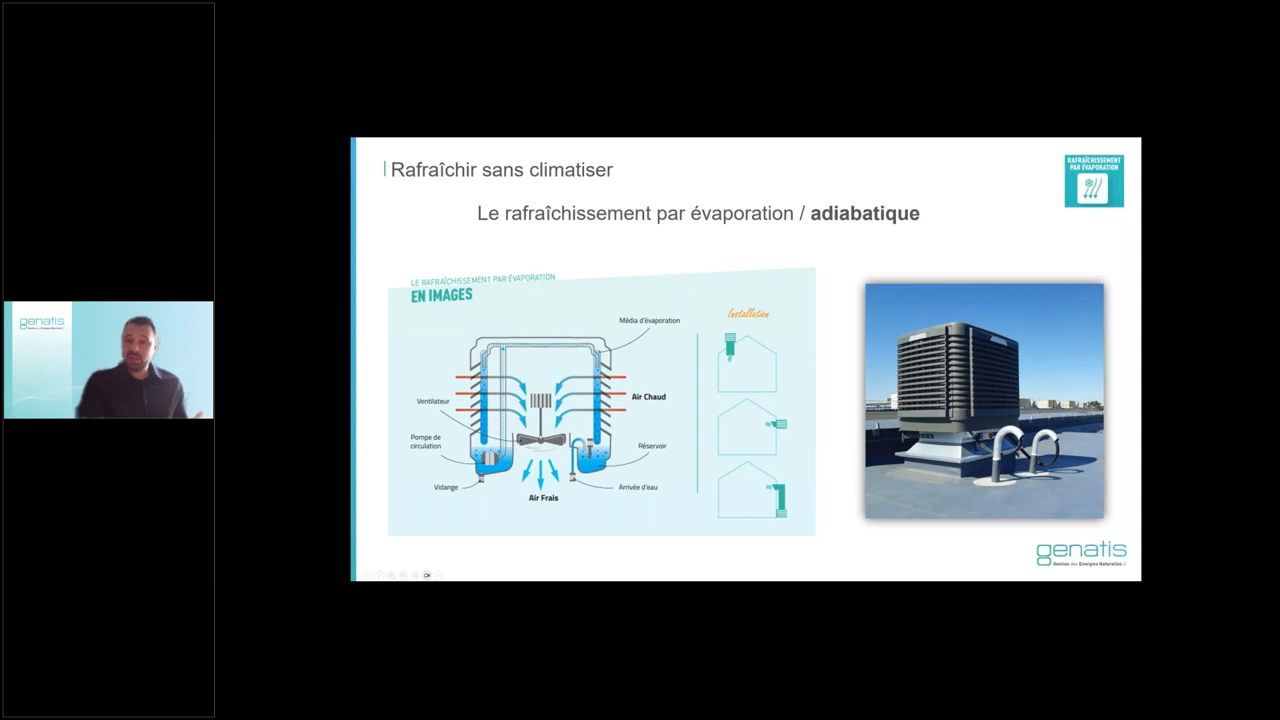 Rafraîchir sans climatiser
RAFRAÎCHISSEMENT
PAR ÉVAPORATION
Le rafraîchissement par évaporation / adiabatique
LE RAFRAÎCHISSEMENT PAR ÉVAPORATION
EN IMAGES
Installation
Média d'évaporation
Air Chaud
Ventilateur
Pompe de
circulation
Réservoir
Vidange
Arrivée d'eau
Air Frais
genatis
genatis
Gestion des Energies Naturelles //